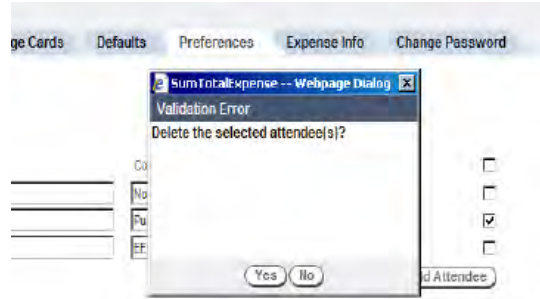 ge Cards Defaults Preferences Expense Info Change Password
SumTotalExpense -- Webpage Dialog
Validation Error
Delete the selected attendee(s)?
Co
No
Fu
EF
Yes No
d Attendee